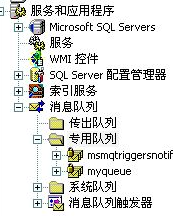 服务和应用程序
Microsoft SQL Servers
服务
WMI 控件
SQL Server 配置管理器
索引服务
消息队列
传出队列
专用队列
msmqtriggersnotif
myqueue
系统队列
消息队列触发器